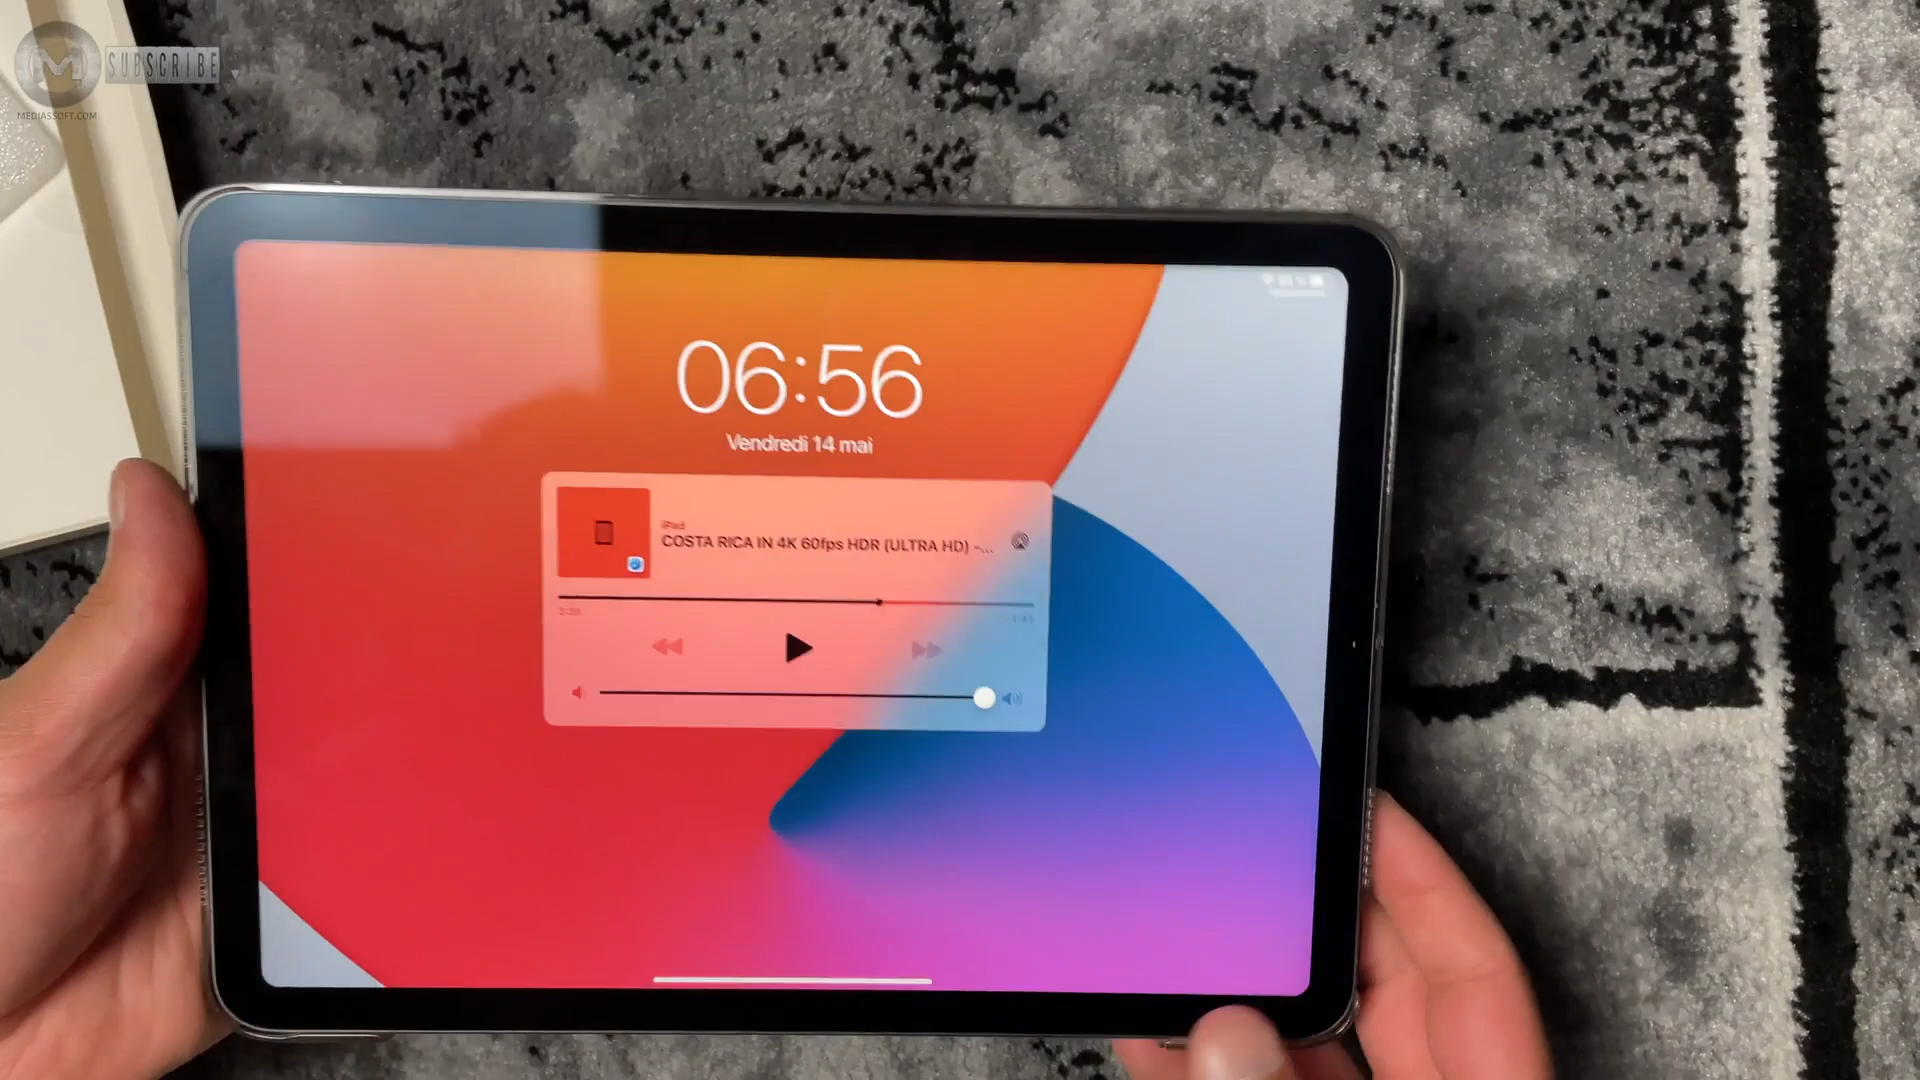 M
SUBSCRIBE
MEDIASSOFT.COM
06:56
Vendredi 14 mai
iPad
COSTA RICA IN 4K 60fps HDR (ULTRA HD) -...